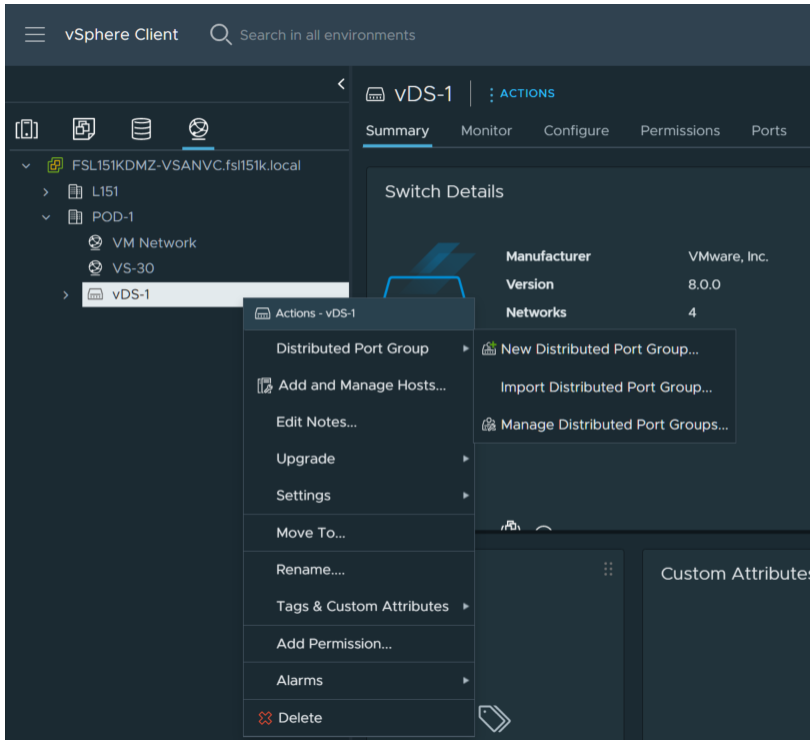 vSphere Client
Search in all environments
vDS-1
ACTIONS
Summary Monitor Configure Permissions Ports
FSL151KDMZ-VSANVC.fsl151k.local
L151
POD-1
VM Network
VS-30
vDS-1
Switch Details
Manufacturer VMware, Inc.
Version 8.0.0
Networks 4
Actions - vDS-1
Distributed Port Group
Add and Manage Hosts...
Edit Notes...
Upgrade
Settings
Move To...
Rename....
Tags & Custom Attributes
Add Permission...
Alarms
Delete
New Distributed Port Group...
Import Distributed Port Group...
Manage Distributed Port Groups...
Custom Attributes